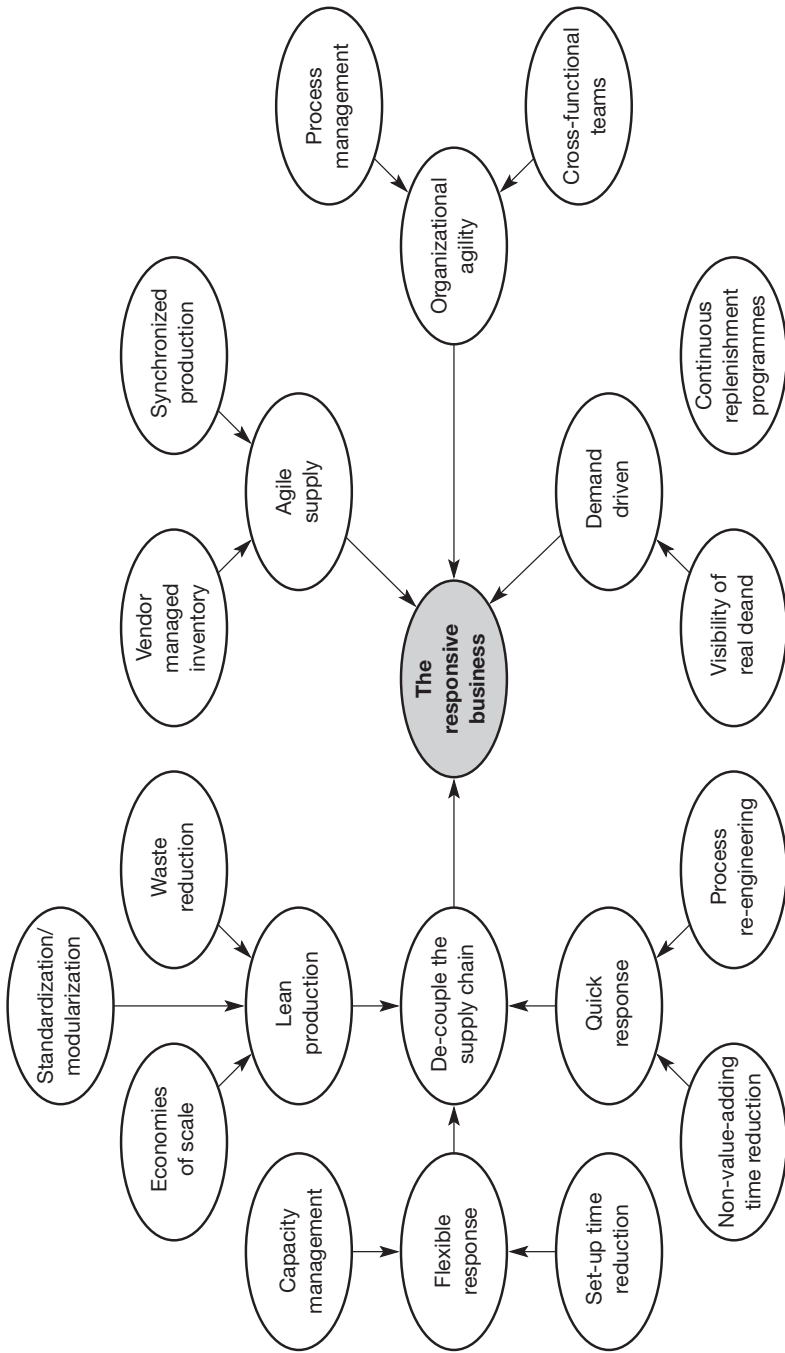 Standardization/
modularization
Economies
of scale
Waste
reduction
Vendor
managed
inventory
Synchronized
production
Capacity
management
Lean
production
Agile
supply
Process
management
Flexible
response
De-couple the
supply chain
The
responsive
business
Organizational
agility
Set-up time
reduction
Quick
response
Demand
driven
Cross-functional
teams
Non-value-adding
time reduction
Process
re-engineering
Visibility of
real deand
Continuous
replenishment
programmes